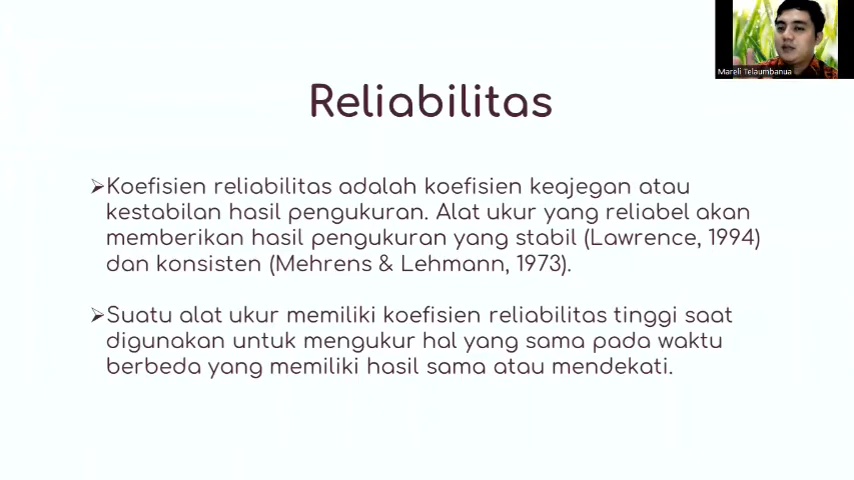 Mareli Telaumbanua
Reliabilitas
➢Koefisien reliabilitas adalah koefisien keajegan atau
kestabilan hasil pengukuran. Alat ukur yang reliabel akan
memberikan hasil pengukuran yang stabil (Lawrence, 1994)
dan konsisten (Mehrens & Lehmann, 1973).
➢Suatu alat ukur memiliki koefisien reliabilitas tinggi saat
digunakan untuk mengukur hal yang sama pada waktu
berbeda yang memiliki hasil sama atau mendekati.